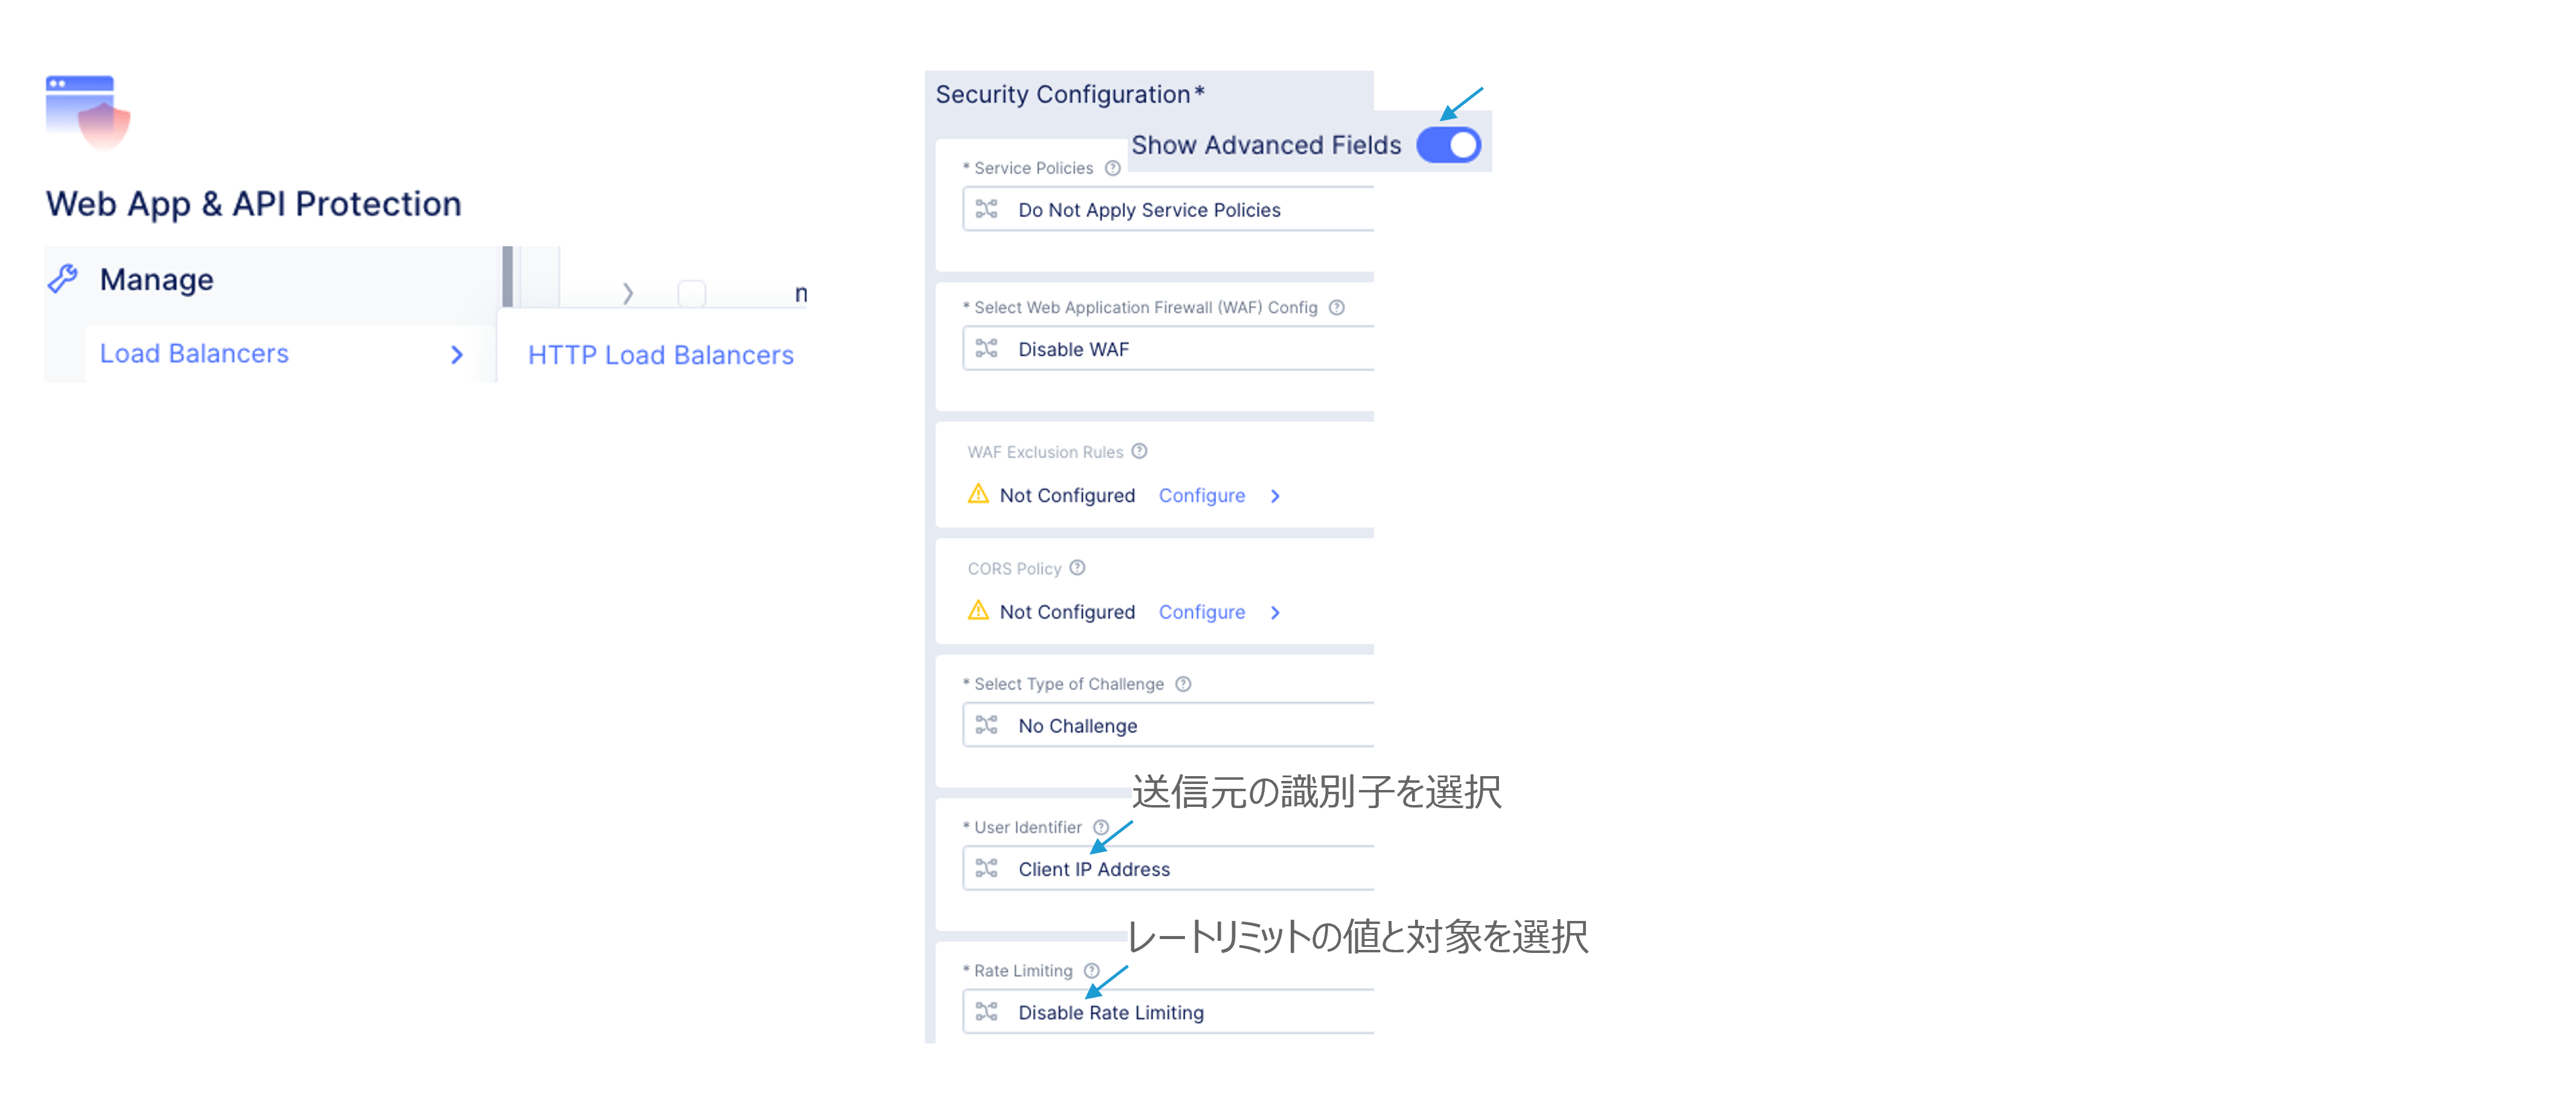 Web App & API Protection
Manage
Load Balancers
HTTP Load Balancers
Security Configuration*
Show Advanced Fields
* Service Policies
Do Not Apply Service Policies
* Select Web Application Firewall (WAF) Config
Disable WAF
WAF Exclusion Rules
Not Configured Configure
CORS Policy
Not Configured Configure
* Select Type of Challenge
No Challenge
送信元の識別子を選択
* User Identifier
Client IP Address
レートリミットの値と対象を選択
* Rate Limiting
Disable Rate Limiting